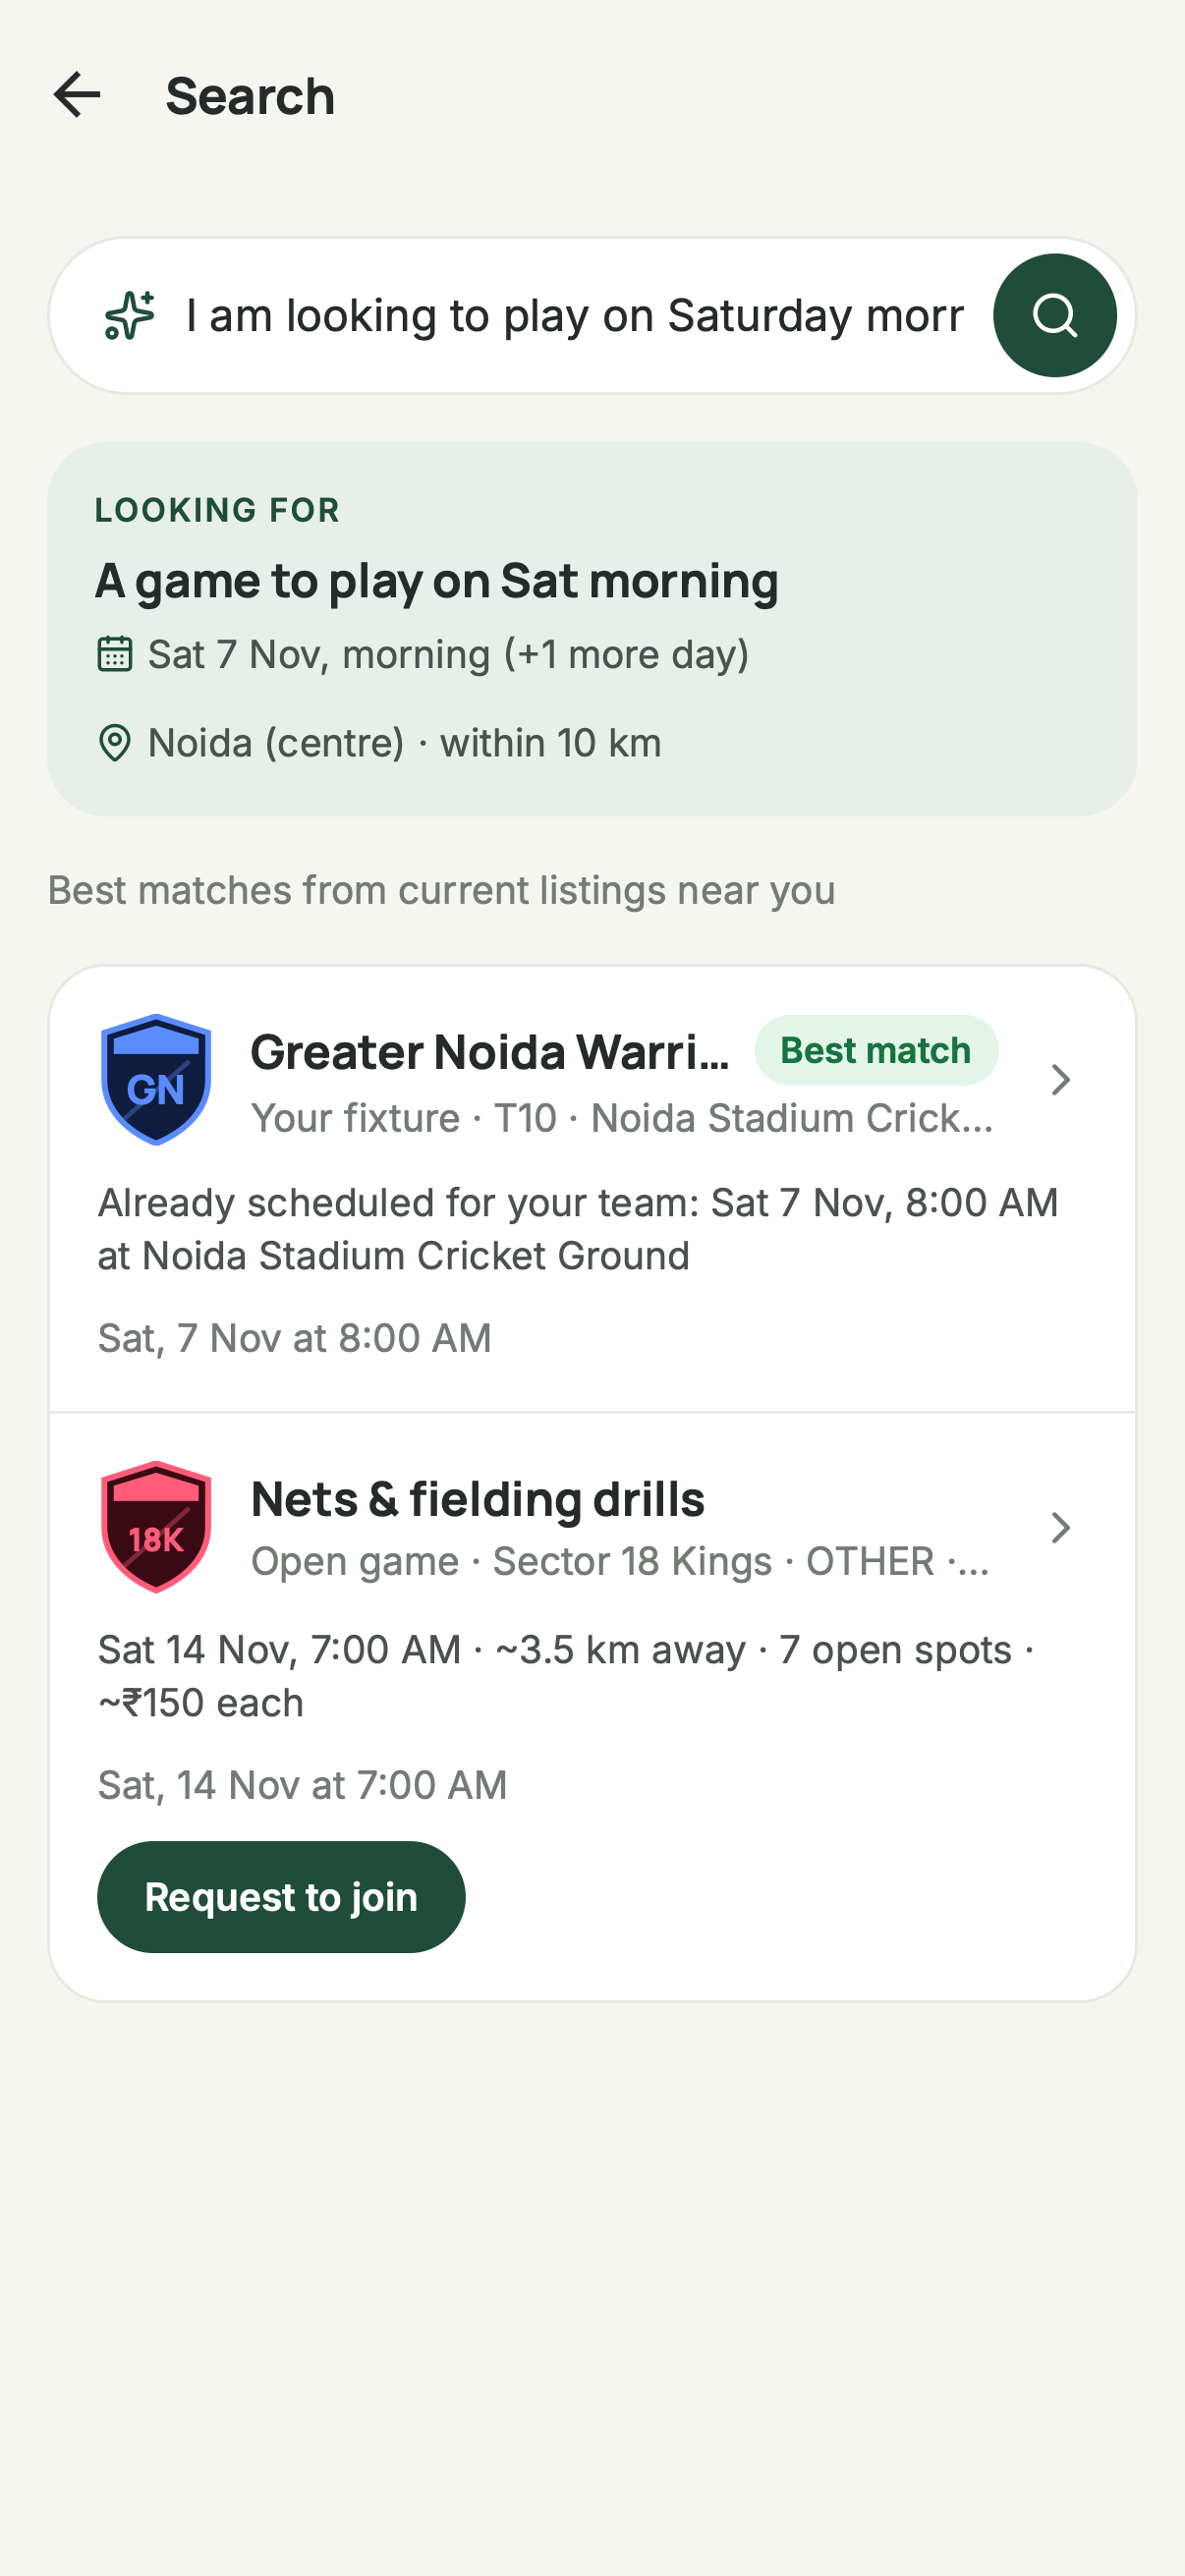 Search
I am looking to play on Saturday morr
LOOKING FOR
A game to play on Sat morning
Sat 7 Nov, morning (+1 more day)
Noida (centre) · within 10 km
Best matches from current listings near you
GN
Greater Noida Warri...
Best match
Your fixture · T10 · Noida Stadium Crick...
Already scheduled for your team: Sat 7 Nov, 8:00 AM
at Noida Stadium Cricket Ground
Sat, 7 Nov at 8:00 AM
18K
Nets & fielding drills
Open game · Sector 18 Kings · OTHER ·...
Sat 14 Nov, 7:00 AM · ~3.5 km away · 7 open spots ·
~₹150 each
Sat, 14 Nov at 7:00 AM
Request to join